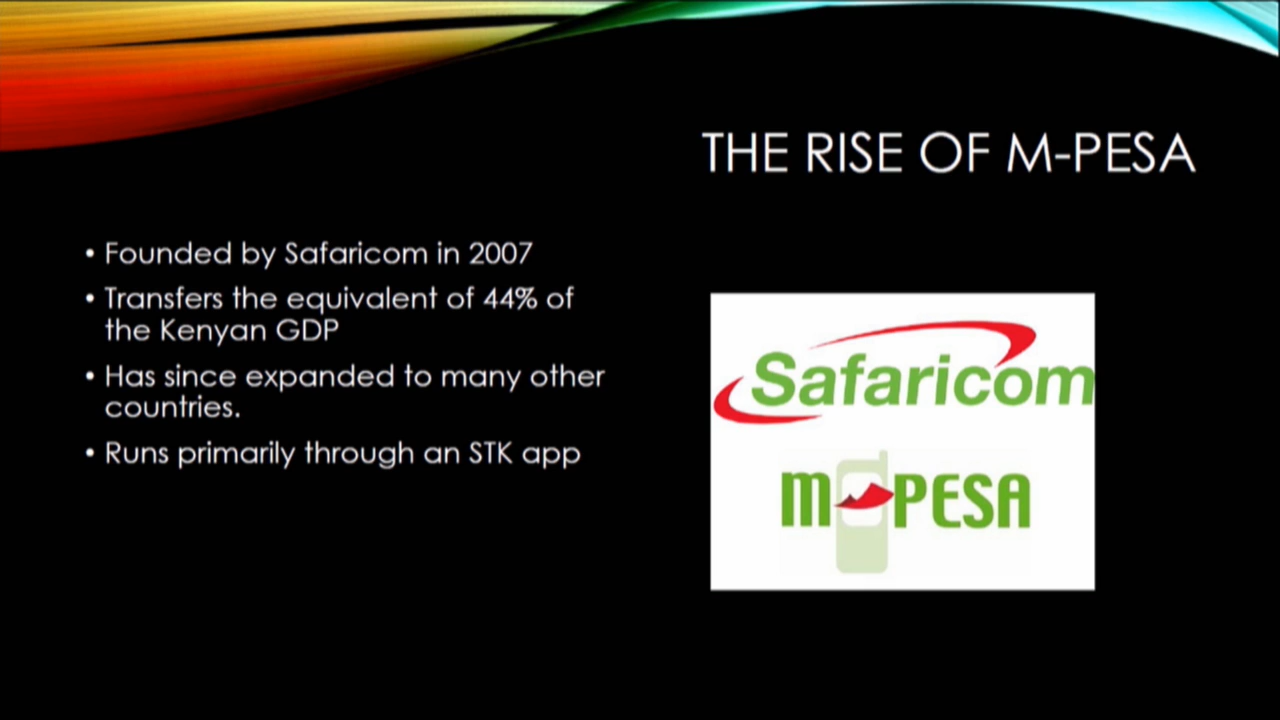 THE RISE OF M-PESA
• Founded by Safaricom in 2007
• Transfers the equivalent of 44% of
the Kenyan GDP
• Has since expanded to many other
countries.
• Runs primarily through an STK app
Safaricom
m-PESA